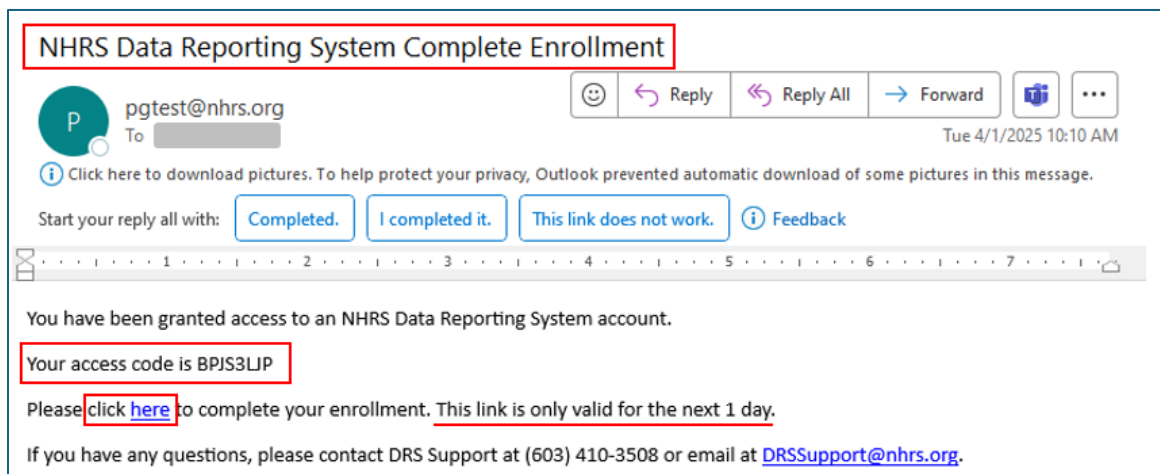 NHRS Data Reporting System Complete Enrollment
P
pgtest@nhrs.org
To
Reply
Reply All
Forward
Tue 4/1/2025 10:10 AM
Click here to download pictures. To help protect your privacy, Outlook prevented automatic download of some pictures in this message.
Start your reply all with: Completed. I completed it. This link does not work. Feedback
1 2 3 4 5 6 7
You have been granted access to an NHRS Data Reporting System account.
Your access code is BPJS3LJP
Please click here to complete your enrollment. This link is only valid for the next 1 day.
If you have any questions, please contact DRS Support at (603) 410-3508 or email at DRSSupport@nhrs.org.